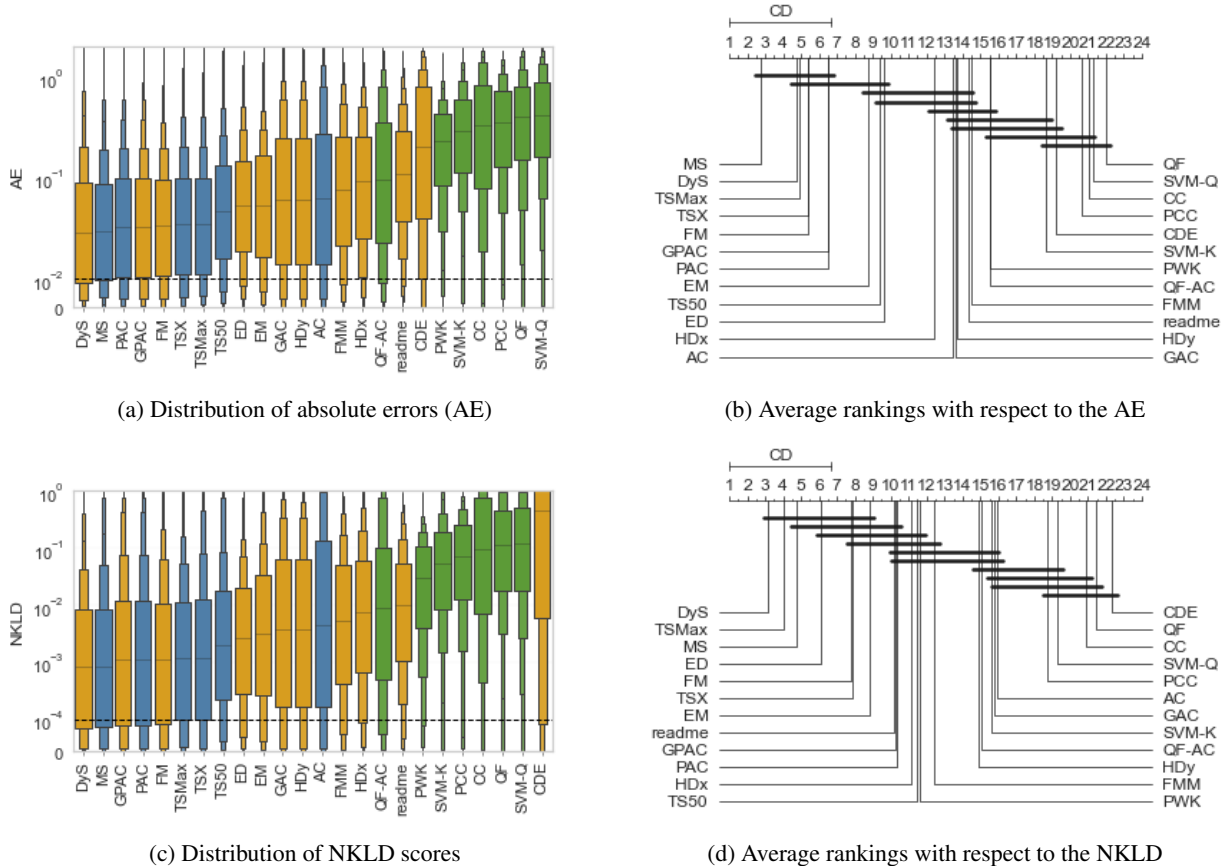 AE
10^0
10^-1
10^-2
0
DyS MS PAC GPAC FM TSX TSMax TS50 ED EM GAC HDy AC FMM HDx QF-AC readme CDE PWK SVM-K CC PCC QF SVM-Q
(a) Distribution of absolute errors (AE)
CD
1 2 3 4 5 6 7 8 9 10 11 12 13 14 15 16 17 18 19 20 21 22 23 24
MS QF
DyS SVM-Q
TSMax CC
TSX PCC
FM CDE
GPAC SVM-K
PAC PWK
EM QF-AC
TS50 FMM
ED readme
HDx HDy
AC GAC
(b) Average rankings with respect to the AE
NKLD
10^0
10^-1
10^-2
10^-3
10^-4
0
DyS MS GPAC PAC FM TSMax TSX TS50 ED EM GAC HDy AC FMM HDx QF-AC readme PWK SVM-K PCC CC QF SVM-Q CDE
(c) Distribution of NKLD scores
CD
1 2 3 4 5 6 7 8 9 10 11 12 13 14 15 16 17 18 19 20 21 22 23 24
DyS CDE
TSMax QF
MS CC
ED SVM-Q
FM PCC
TSX AC
EM GAC
readme SVM-K
GPAC QF-AC
PAC HDy
HDx FMM
TS50 PWK
(d) Average rankings with respect to the NKLD